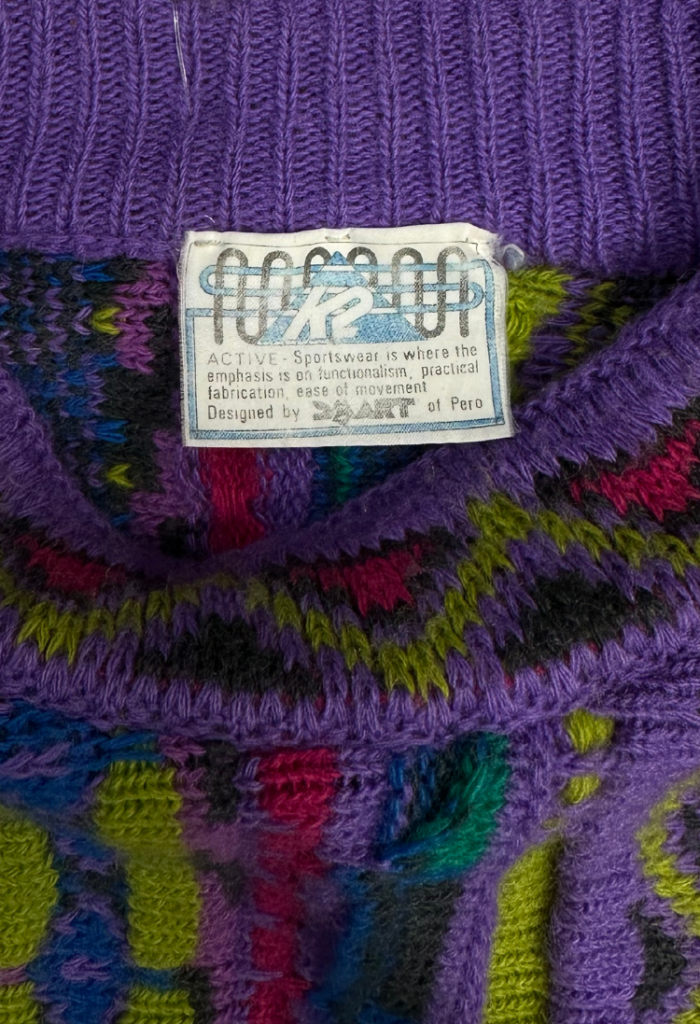 K2
ACTIVE - Sportswear is where the
emphasis is on functionalism, practical
fabrication, ease of movement
Designed by ART of Pero